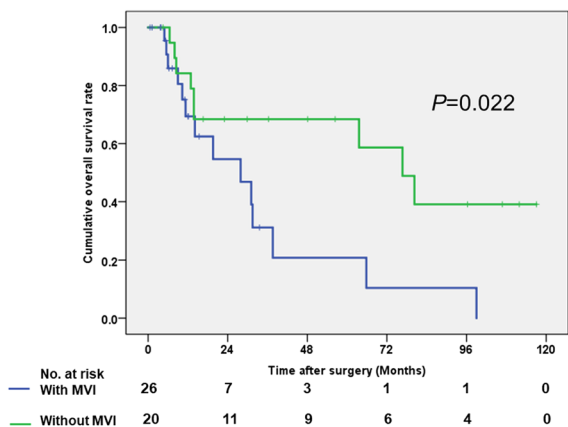 1.0
0.8
0.6
0.4
0.2
0.0
Cumulative overall survival rate
P=0.022
0 24 48 72 96 120
Time after surgery (Months)
No. at risk
With MVI 26 7 3 1 1 0
Without MVI 20 11 9 6 4 0